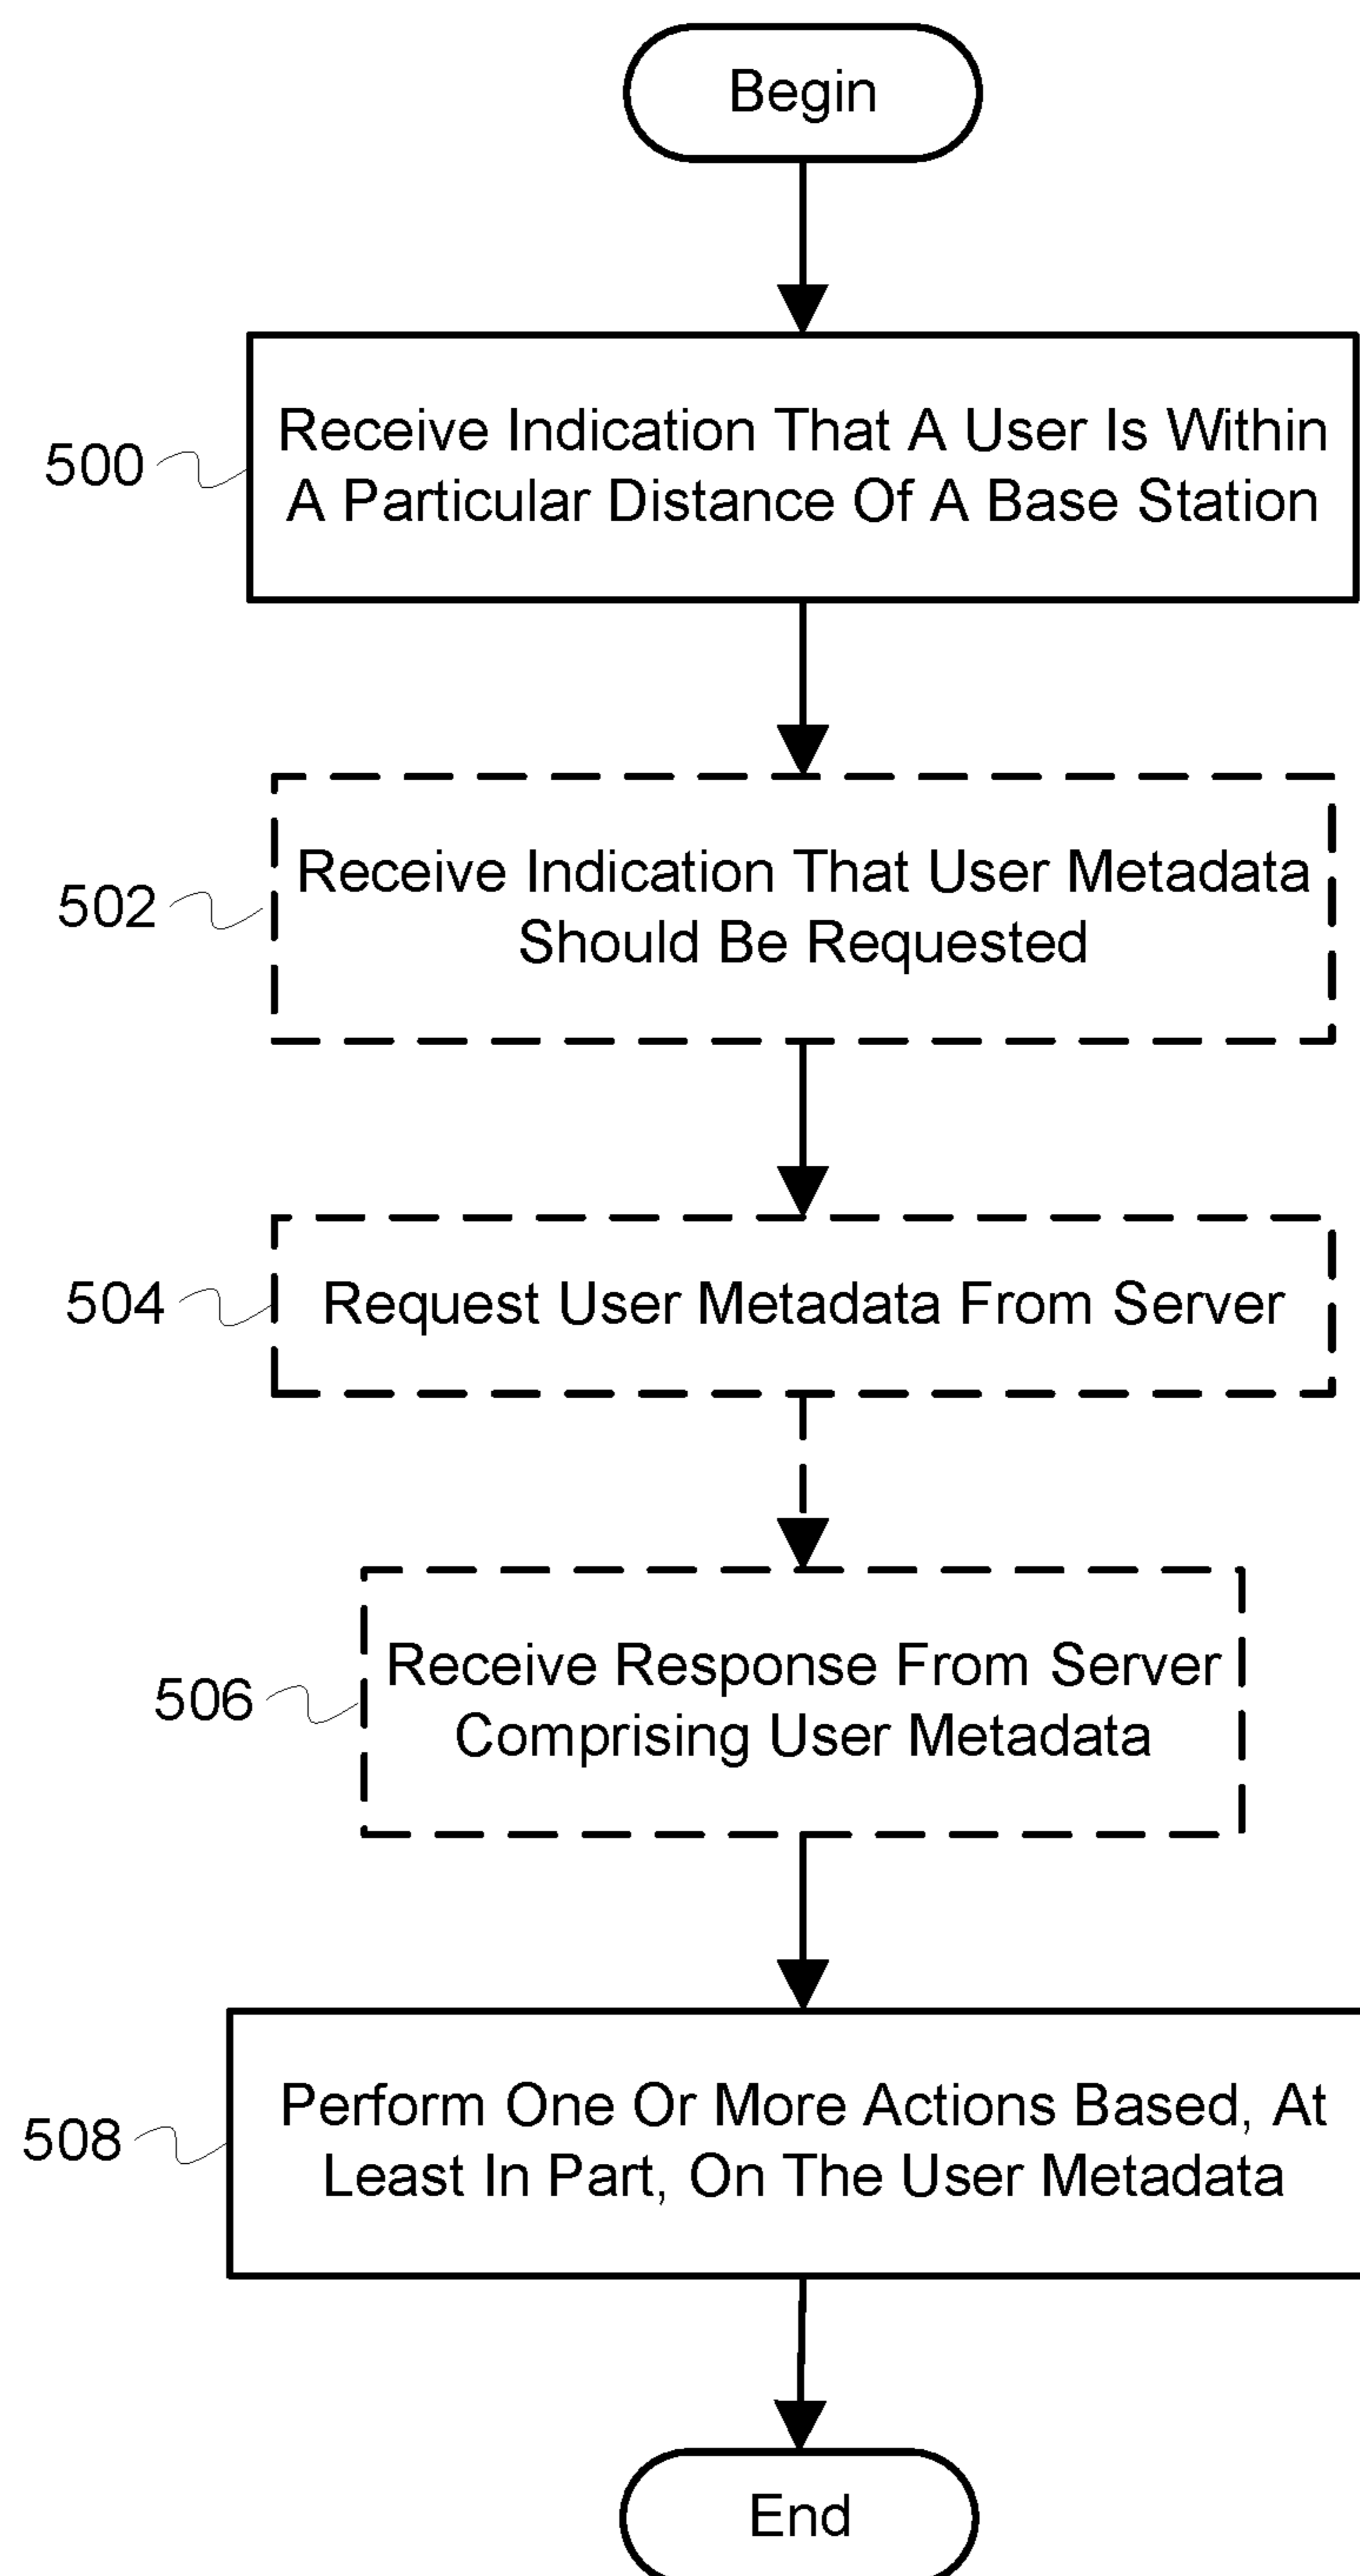 Begin
500
Receive Indication That A User Is Within
A Particular Distance Of A Base Station
502
Receive Indication That User Metadata
Should Be Requested
504
Request User Metadata From Server
506
Receive Response From Server
Comprising User Metadata
508
Perform One Or More Actions Based, At
Least In Part, On The User Metadata
End